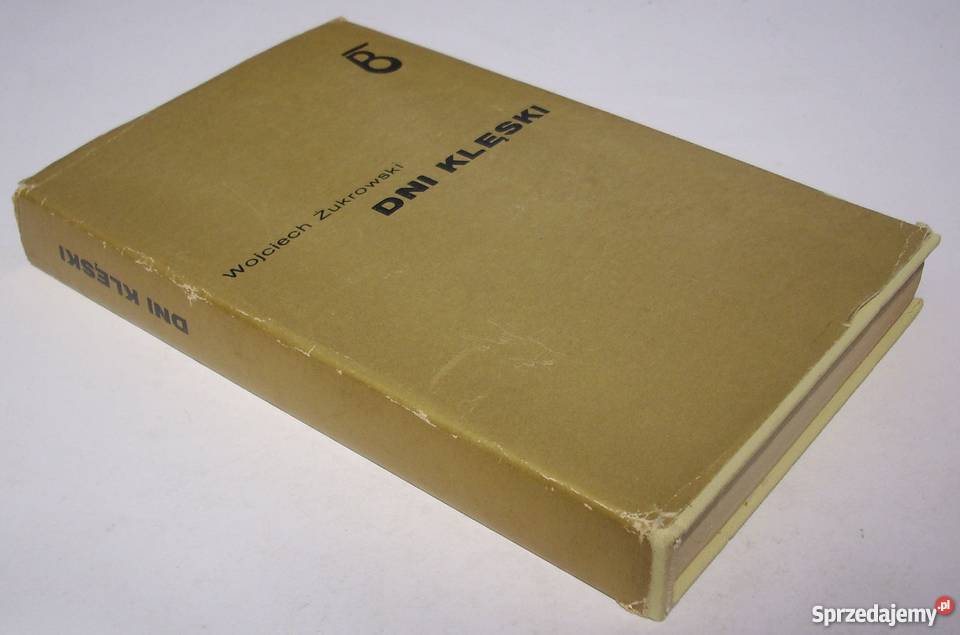 Wojciech Żukrowski
DNI KLĘSKI
DNI KLĘSKI
Sprzedajemy.pl